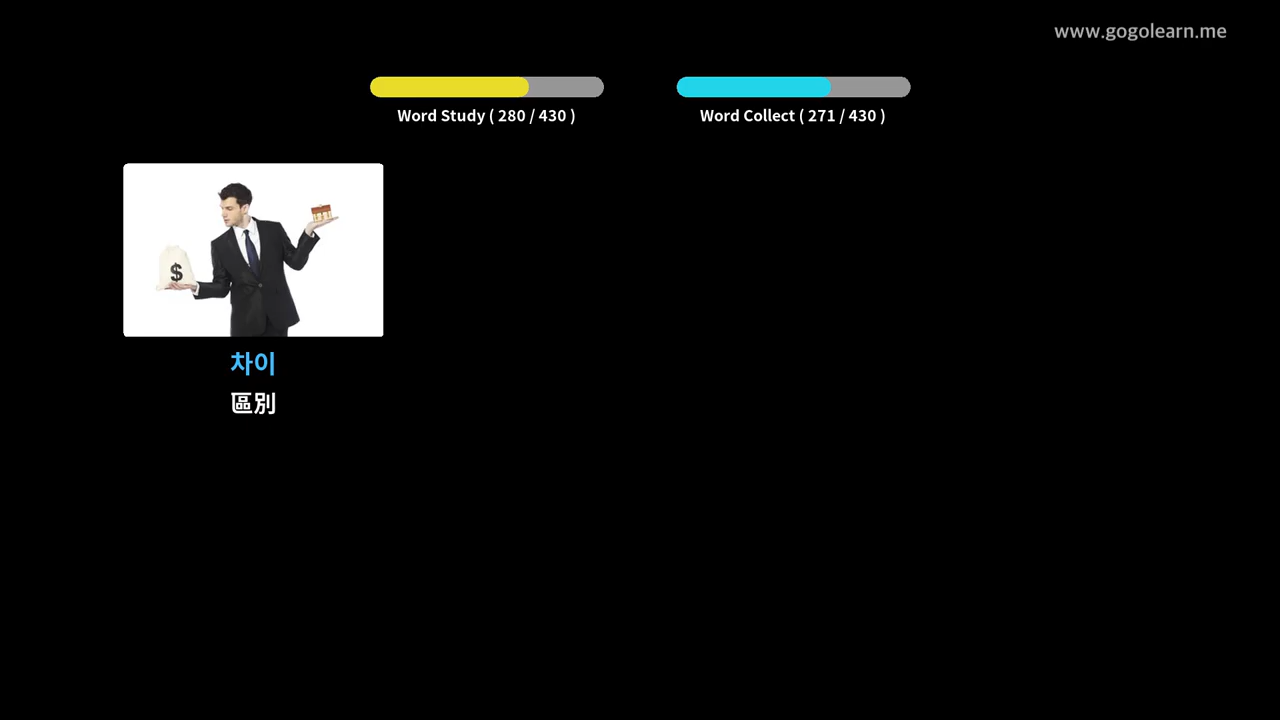 www.gogolearn.me
Word Study ( 280 / 430 )
Word Collect ( 271 / 430 )
$
차이
區別